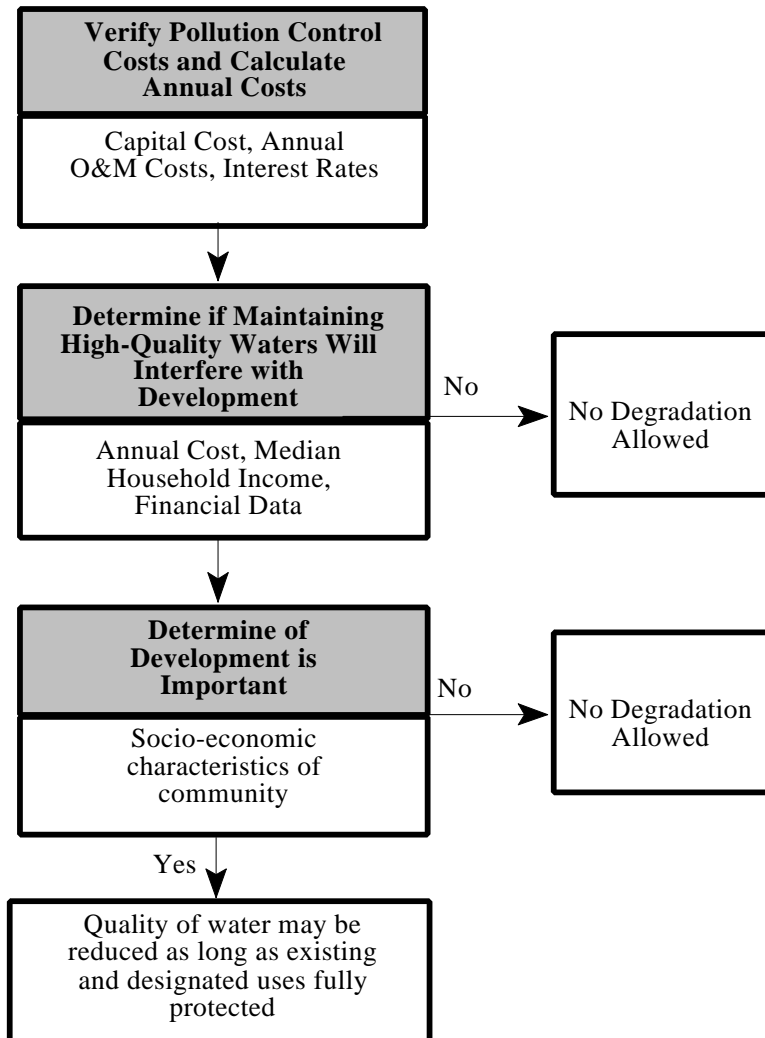 Verify Pollution Control
Costs and Calculate
Annual Costs
Capital Cost, Annual
O&M Costs, Interest Rates
Determine if Maintaining
High-Quality Waters Will
Interfere with
Development
No
No Degradation
Allowed
Annual Cost, Median
Household Income,
Financial Data
Determine of
Development is
Important
No
No Degradation
Allowed
Socio-economic
characteristics of
community
Yes
Quality of water may be
reduced as long as existing
and designated uses fully
protected